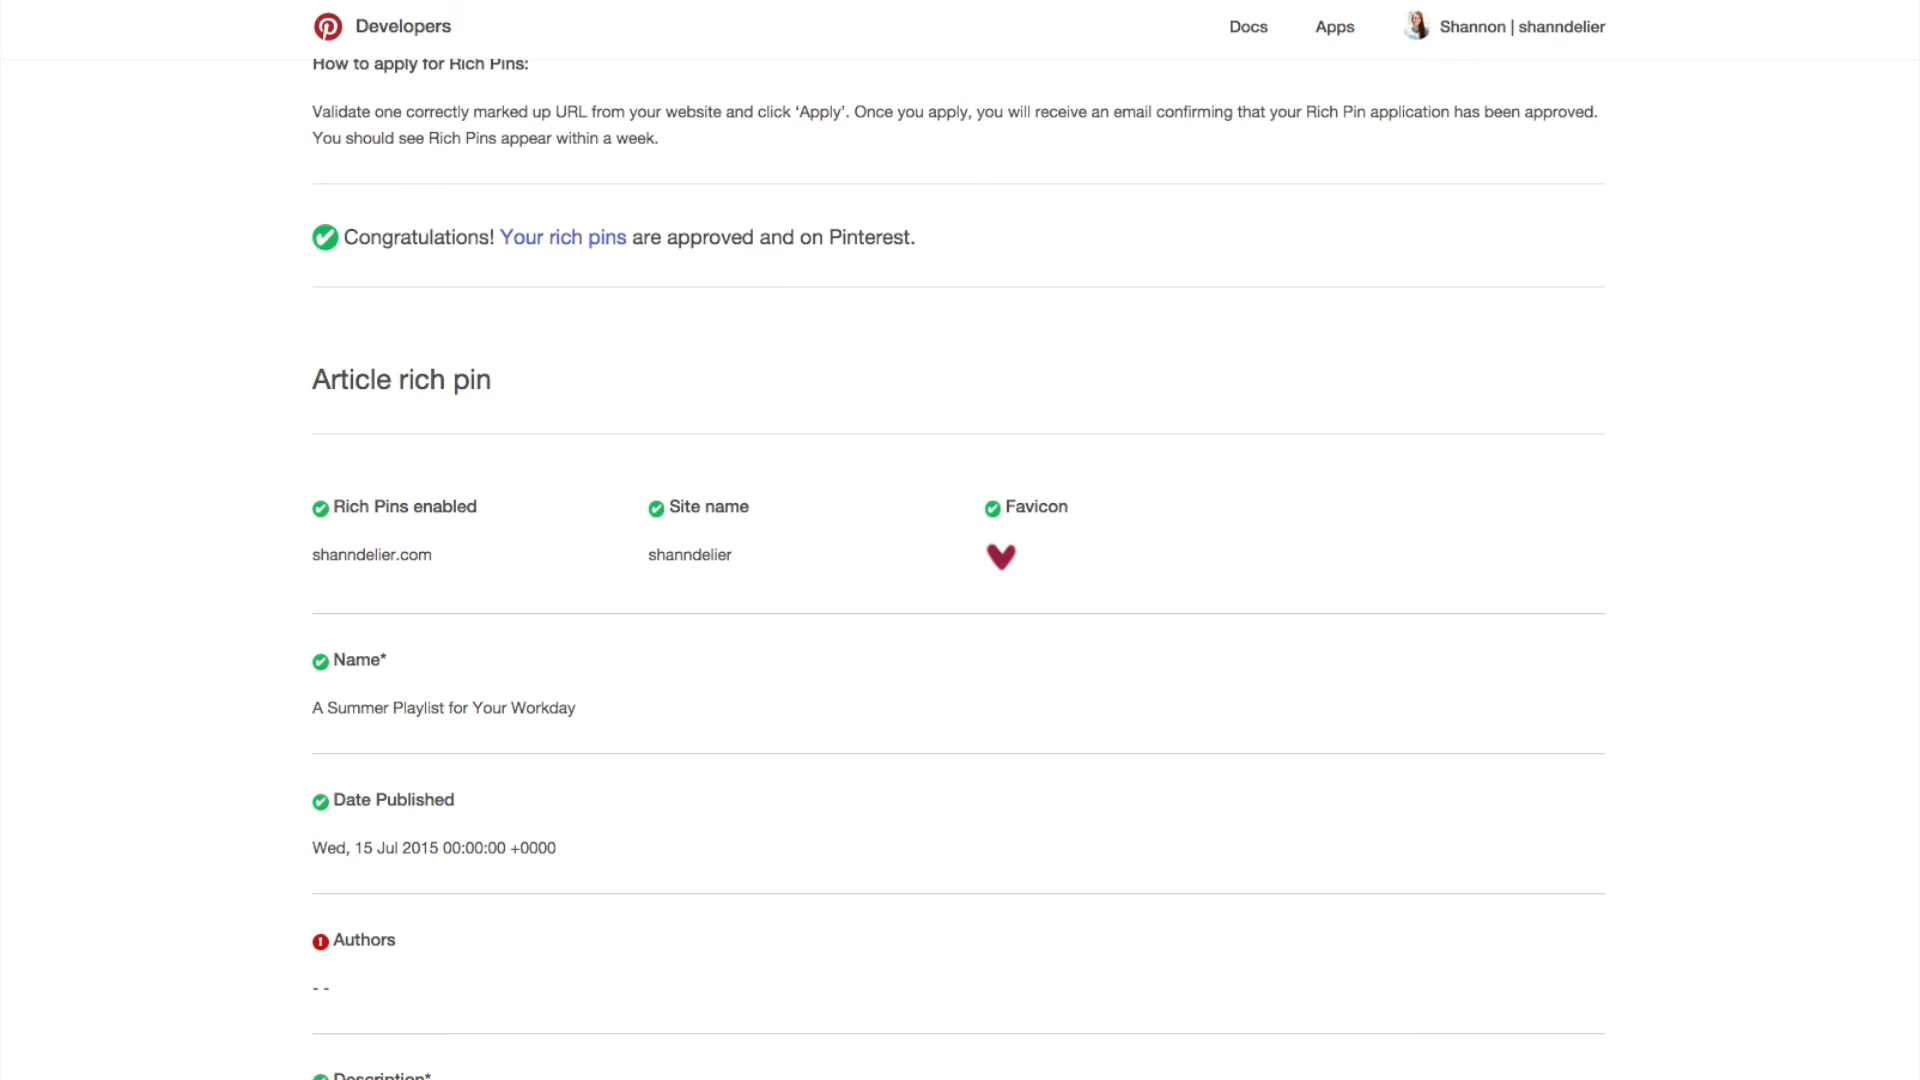 Developers
Docs
Apps
Shannon | shanndelier
How to apply for Rich Pins:
Validate one correctly marked up URL from your website and click ‘Apply’. Once you apply, you will receive an email confirming that your Rich Pin application has been approved.
You should see Rich Pins appear within a week.
Congratulations! Your rich pins are approved and on Pinterest.
Article rich pin
Rich Pins enabled
Site name
Favicon
shanndelier.com
shanndelier
Name*
A Summer Playlist for Your Workday
Date Published
Wed, 15 Jul 2015 00:00:00 +0000
Authors
- -
Description*